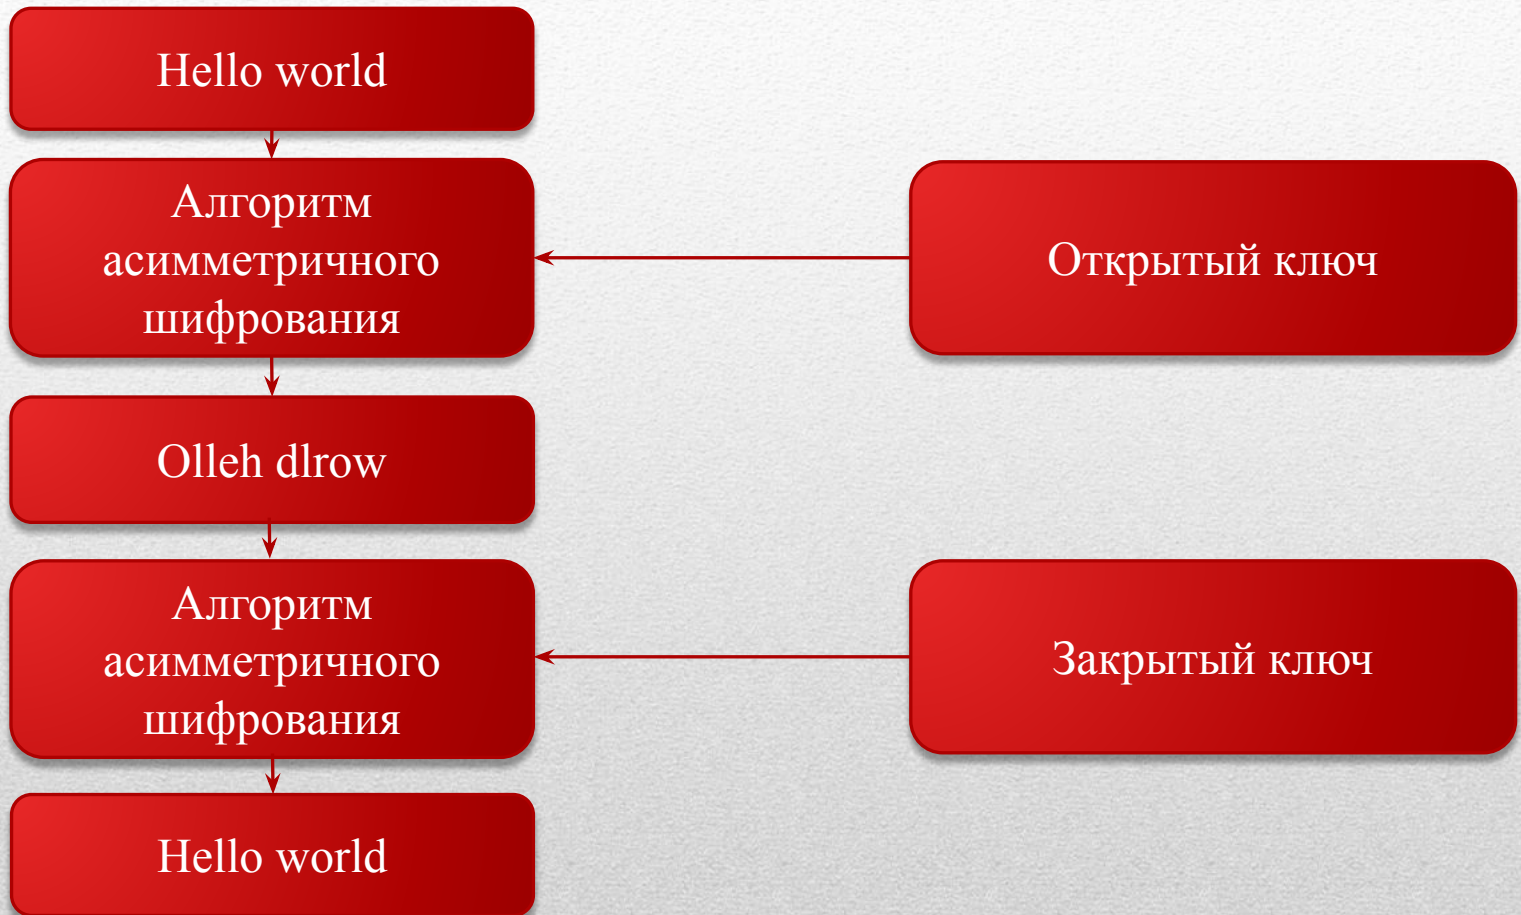 Hello world
Алгоритм
асимметричного
шифрования
Открытый ключ
Olleh dlrow
Алгоритм
асимметричного
шифрования
Закрытый ключ
Hello world